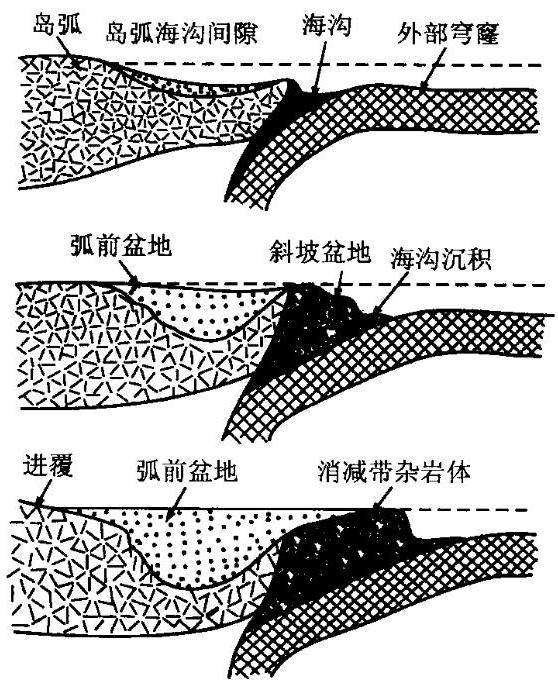 岛弧
岛弧海沟间隙
海沟
外部穹窿
弧前盆地
斜坡盆地
海沟沉积
进覆
弧前盆地
消减带杂岩体